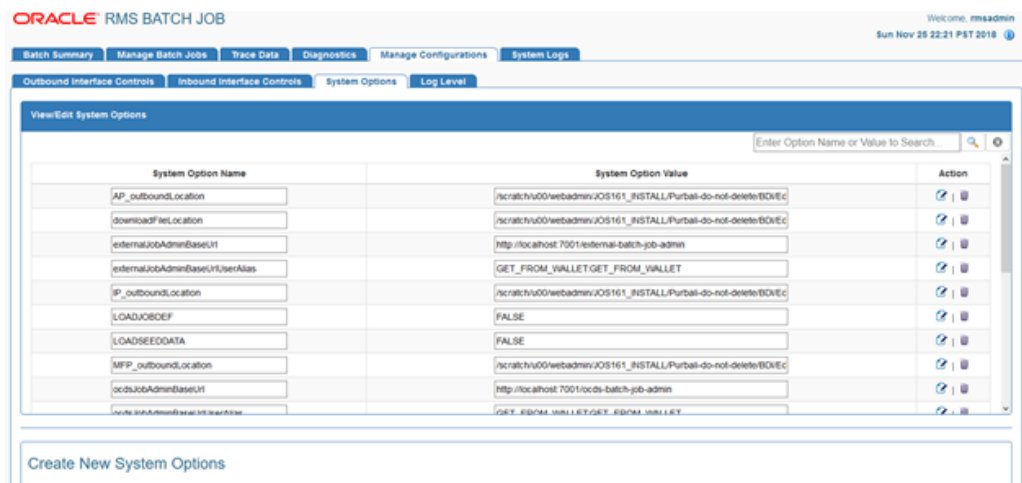 ORACLE® RMS BATCH JOB
Welcome, rmsadmin
Sun Nov 25 22:21 PST 2018
Batch Summary Manage Batch Jobs Trace Data Diagnostics Manage Configurations System Logs
Outbound Interface Controls Inbound Interface Controls System Options Log Level
View/Edit System Options
Enter Option Name or Value to Search...
System Option Name System Option Value Action
AP_outboundLocation /scratch/u00/webadmin/JOS161_INSTALL/Purbali-do-not-delete/BDI/Ec
downloadFileLocation /scratch/u00/webadmin/JOS161_INSTALL/Purbali-do-not-delete/BDI/Ec
externalJobAdminBaseUrl http://localhost:7001/external-batch-job-admin
externalJobAdminBaseUrlUserAlias GET_FROM_WALLET:GET_FROM_WALLET
IP_outboundLocation /scratch/u00/webadmin/JOS161_INSTALL/Purbali-do-not-delete/BDI/Ec
LOADJOBDEF FALSE
LOADSEEDDATA FALSE
MFP_outboundLocation /scratch/u00/webadmin/JOS161_INSTALL/Purbali-do-not-delete/BDI/Ec
ocdsJobAdminBaseUrl http://localhost:7001/ocds-batch-job-admin
ocdsJobAdminBaseUrlUserAlias GET_FROM_WALLET:GET_FROM_WALLET
Create New System Options